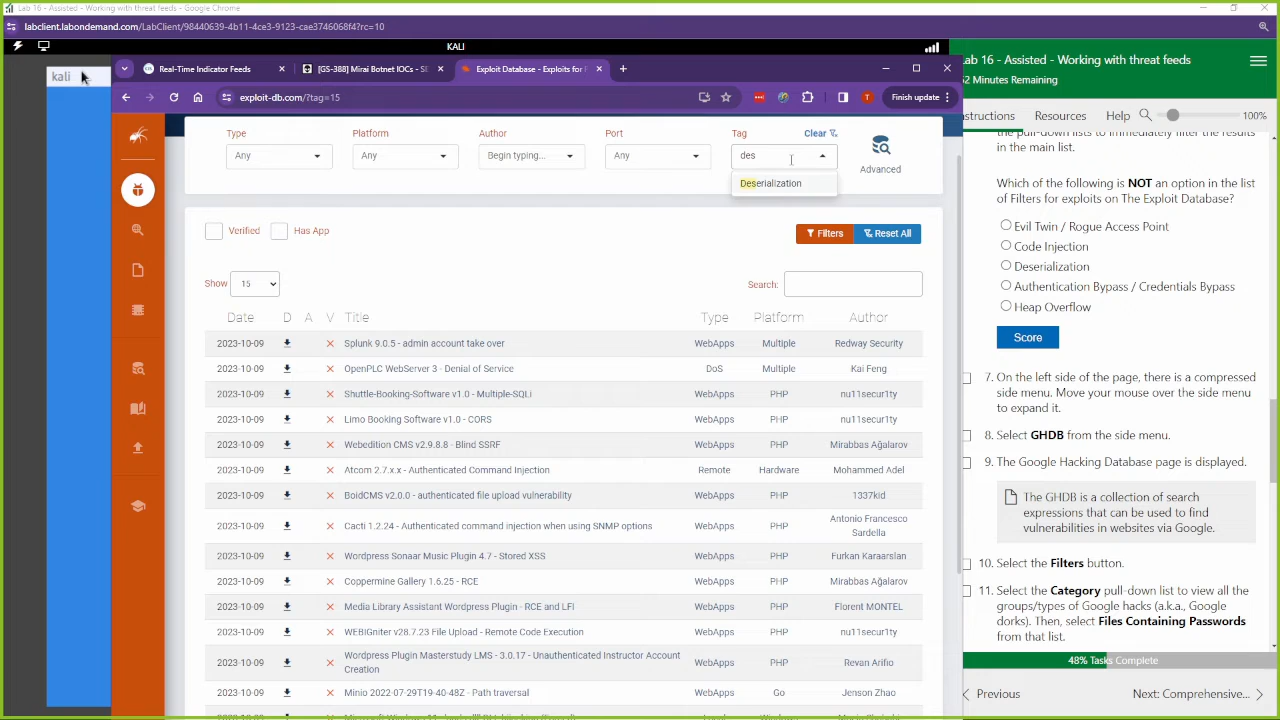 Lab 16 - Assisted - Working with threat feeds - Google Chrome
labclient.labondemand.com/LabClient/98440639-4b11-4ce3-9123-cae3746068df?rc=10
KALI
kali
Real-Time Indicator Feeds
[GS-388] Mirai botnet IOCs - SE
Exploit Database - Exploits for P
exploit-db.com/?tag=15
Finish update
Type
Platform
Author
Port
Tag
Clear
Any
Any
Begin typing...
Any
des
Advanced
Deserialization
Verified
Has App
Filters
Reset All
Show 15
Search:
Date D A V Title Type Platform Author
2023-10-09 Clcknk 9.0.5 - admin account take over WebApps Multiple Redway Security
2023-10-09 OpenPLC WebServer 3 - Denial of Service DoS Multiple Kai Feng
2023-10-09 Shuttle-Booking-Software v1.0 - Multiple-SQLi WebApps PHP nu11secur1ty
2023-10-09 Limo Booking Software v1.0 - CORS WebApps PHP nu11secur1ty
2023-10-09 Webedition CMS v2.9.8.8 - Blind SSRF WebApps PHP Mirabbas Ağalarov
2023-10-09 Atcom 2.7.x.x - Authenticated Command Injection Remote Hardware Mohammed Adel
2023-10-09 BoidCMS v2.0.0 - authenticated file upload vulnerability WebApps PHP 1337kid
2023-10-09 Cacti 1.2.24 - Authenticated command injection when using SNMP options WebApps PHP Antonio Francesco
Sardella
2023-10-09 Wordpress Sonaar Music Plugin 4.7 - Stored XSS WebApps PHP Furkan Karaarslan
2023-10-09 Coppermine Gallery 1.6.25 - RCE WebApps PHP Mirabbas Ağalarov
2023-10-09 Media Library Assistant Wordpress Plugin - RCE and LFI WebApps PHP Florent MONTEL
2023-10-09 WEBIGniter v28.7.23 File Upload - Remote Code Execution WebApps PHP nu11secur1ty
2023-10-09 Wordpress Plugin Masterstudy LMS - 3.0.17 - Unauthenticated Instructor Account
Creation WebApps PHP Revan Arifio
2023-10-09 Minio 2022-07-29T19-40-48Z - Path traversal WebApps Go Jenson Zhao
Lab 16 - Assisted - Working with threat feeds
52 Minutes Remaining
Instructions
Resources
Help
100%
the pull-down lists to immediately filter the results
in the main list.
Which of the following is NOT an option in the list
of Filters for exploits on The Exploit Database?
Evil Twin / Rogue Access Point
Code Injection
Deserialization
Authentication Bypass / Credentials Bypass
Heap Overflow
Score
7. On the left side of the page, there is a compressed
side menu. Move your mouse over the side menu
to expand it.
8. Select GHDB from the side menu.
9. The Google Hacking Database page is displayed.
The GHDB is a collection of search
expressions that can be used to find
vulnerabilities in websites via Google.
10. Select the Filters button.
11. Select the Category pull-down list to view all the
groups/types of Google hacks (a.k.a., Google
dorks). Then, select Files Containing Passwords
from that list.
48% Tasks Complete
Previous
Next: Comprehensive...